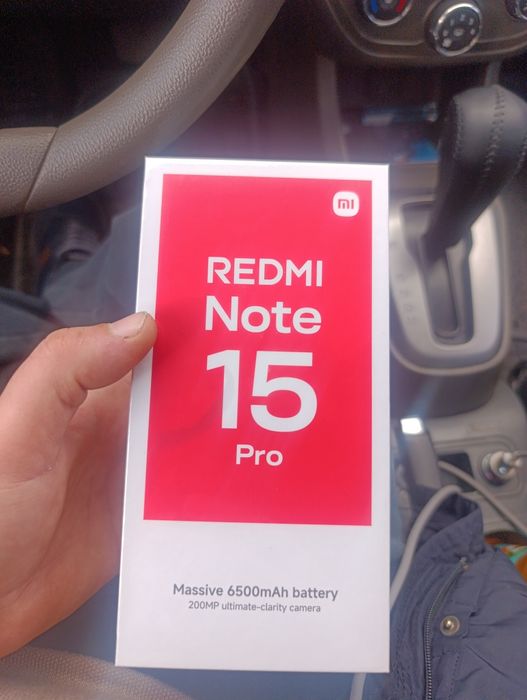 mi
REDMI
Note
15
Pro
Massive 6500mAh battery
200MP ultimate-clarity camera